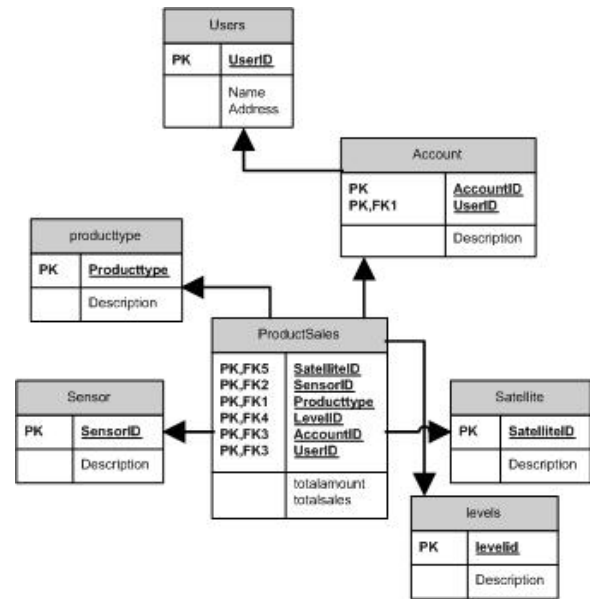 Users
PK UserID
Name
Address
Account
PK AccountID
PK,FK1 UserID
Description
producttype
PK Producttype
Description
ProductSales
PK,FK5 SatelliteID
PK,FK2 SensorID
PK,FK1 Producttype
PK,FK4 LevelID
PK,FK3 AccountID
PK,FK3 UserID
totalamount
totalsales
Sensor
PK SensorID
Description
Satellite
PK SatelliteID
Description
levels
PK levelid
Description